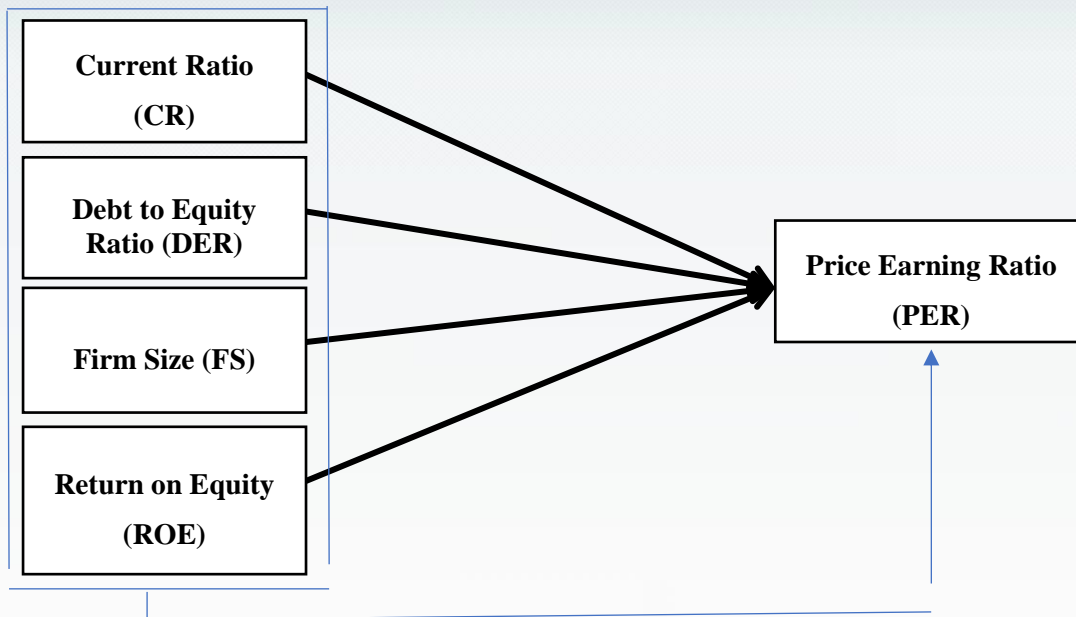 Current Ratio
(CR)
Debt to Equity
Ratio (DER)
Firm Size (FS)
Return on Equity
(ROE)
Price Earning Ratio
(PER)